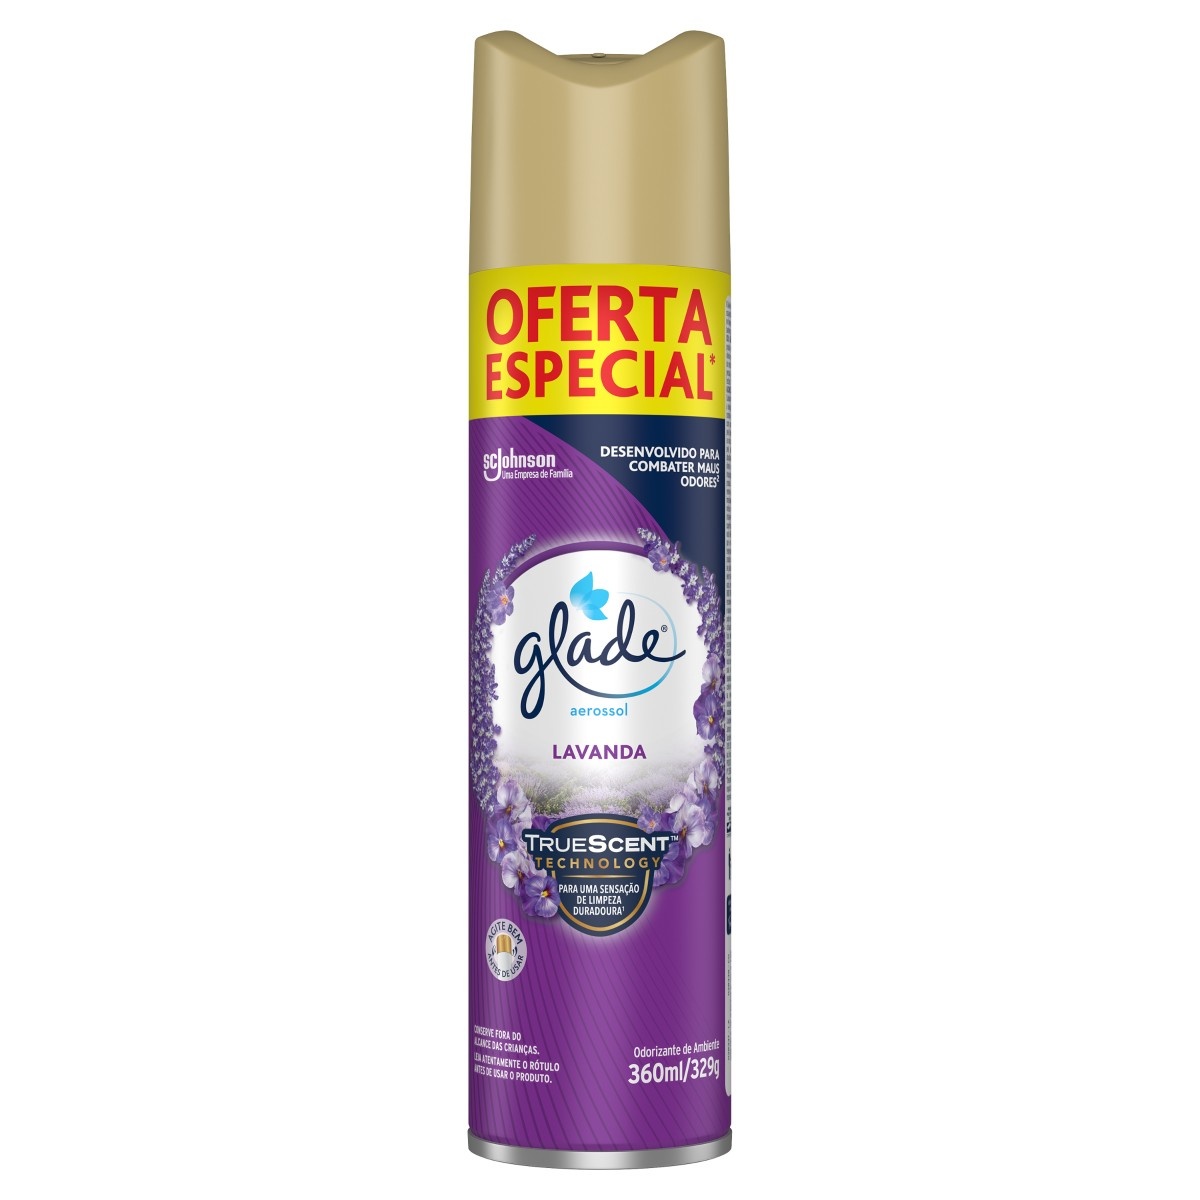 OFERTA
ESPECIAL*
SCJohnson
Uma Empresa de Família
DESENVOLVIDO PARA
COMBATER MAUS
ODORES²
glade®
aerossol
LAVANDA
TRUESCENT™
TECHNOLOGY
PARA UMA SENSAÇÃO
DE LIMPEZA
DURADOURA¹
AGITE BEM
ANTES DE USAR
CONSERVE FORA DO
ALCANCE DAS CRIANÇAS.
LEIA ATENTAMENTE O RÓTULO
ANTES DE USAR O PRODUTO.
Odorizante de Ambiente
360ml/329g